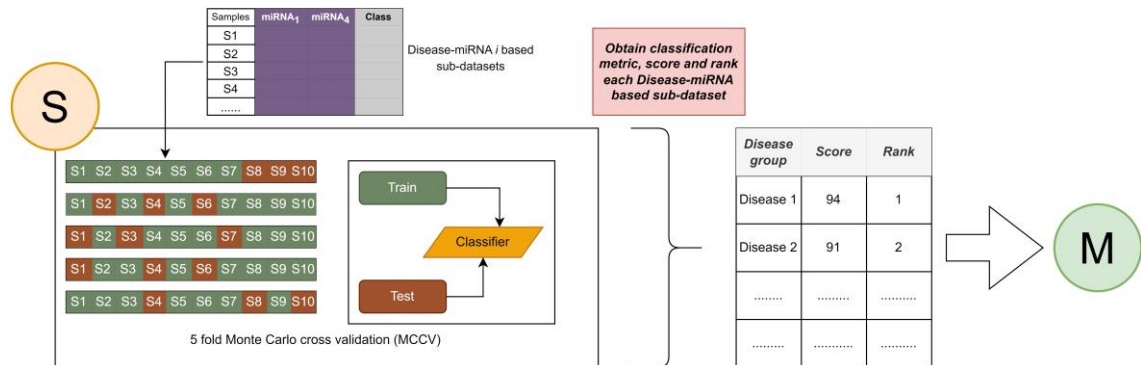 Samples miRNA₁ miRNA₄ Class
S1
S2
S3
S4
......
Disease-miRNA i based
sub-datasets
Obtain classification
metric, score and rank
each Disease-miRNA
based sub-dataset
S
S1 S2 S3 S4 S5 S6 S7 S8 S9 S10
S1 S2 S3 S4 S5 S6 S7 S8 S9 S10
S1 S2 S3 S4 S5 S6 S7 S8 S9 S10
S1 S2 S3 S4 S5 S6 S7 S8 S9 S10
S1 S2 S3 S4 S5 S6 S7 S8 S9 S10
Train
Classifier
Test
5 fold Monte Carlo cross validation (MCCV)
Disease
group Score Rank
Disease 1 94 1
Disease 2 91 2
........ ......... .........
........ .......... .........
M